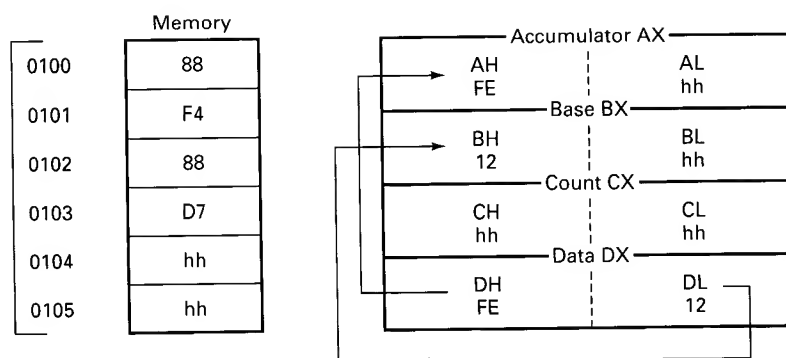 Memory
0100 88
0101 F4
0102 88
0103 D7
0104 hh
0105 hh
Accumulator AX
AH AL
FE hh
Base BX
BH BL
12 hh
Count CX
CH CL
hh hh
Data DX
DH DL
FE 12